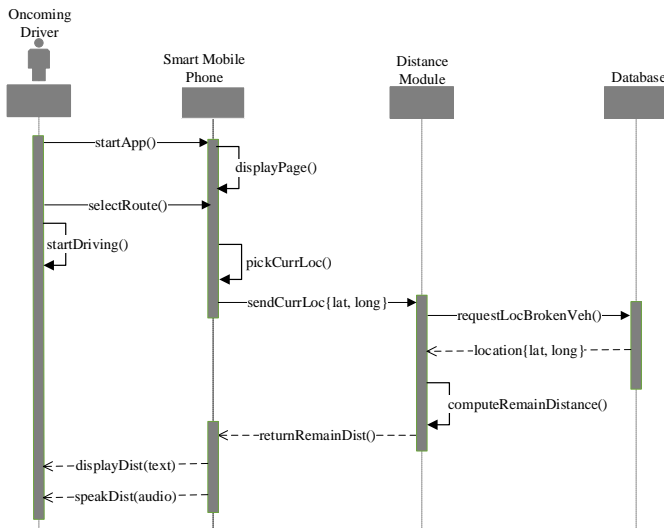 Oncoming
Driver
Smart Mobile
Phone
Distance
Module
Database
startApp()
displayPage()
selectRoute()
startDriving()
pickCurrLoc()
sendCurrLoc{lat, long}
requestLocBrokenVeh()
location{lat, long}
computeRemainDistance()
returnRemainDist()
displayDist(text)
speakDist(audio)